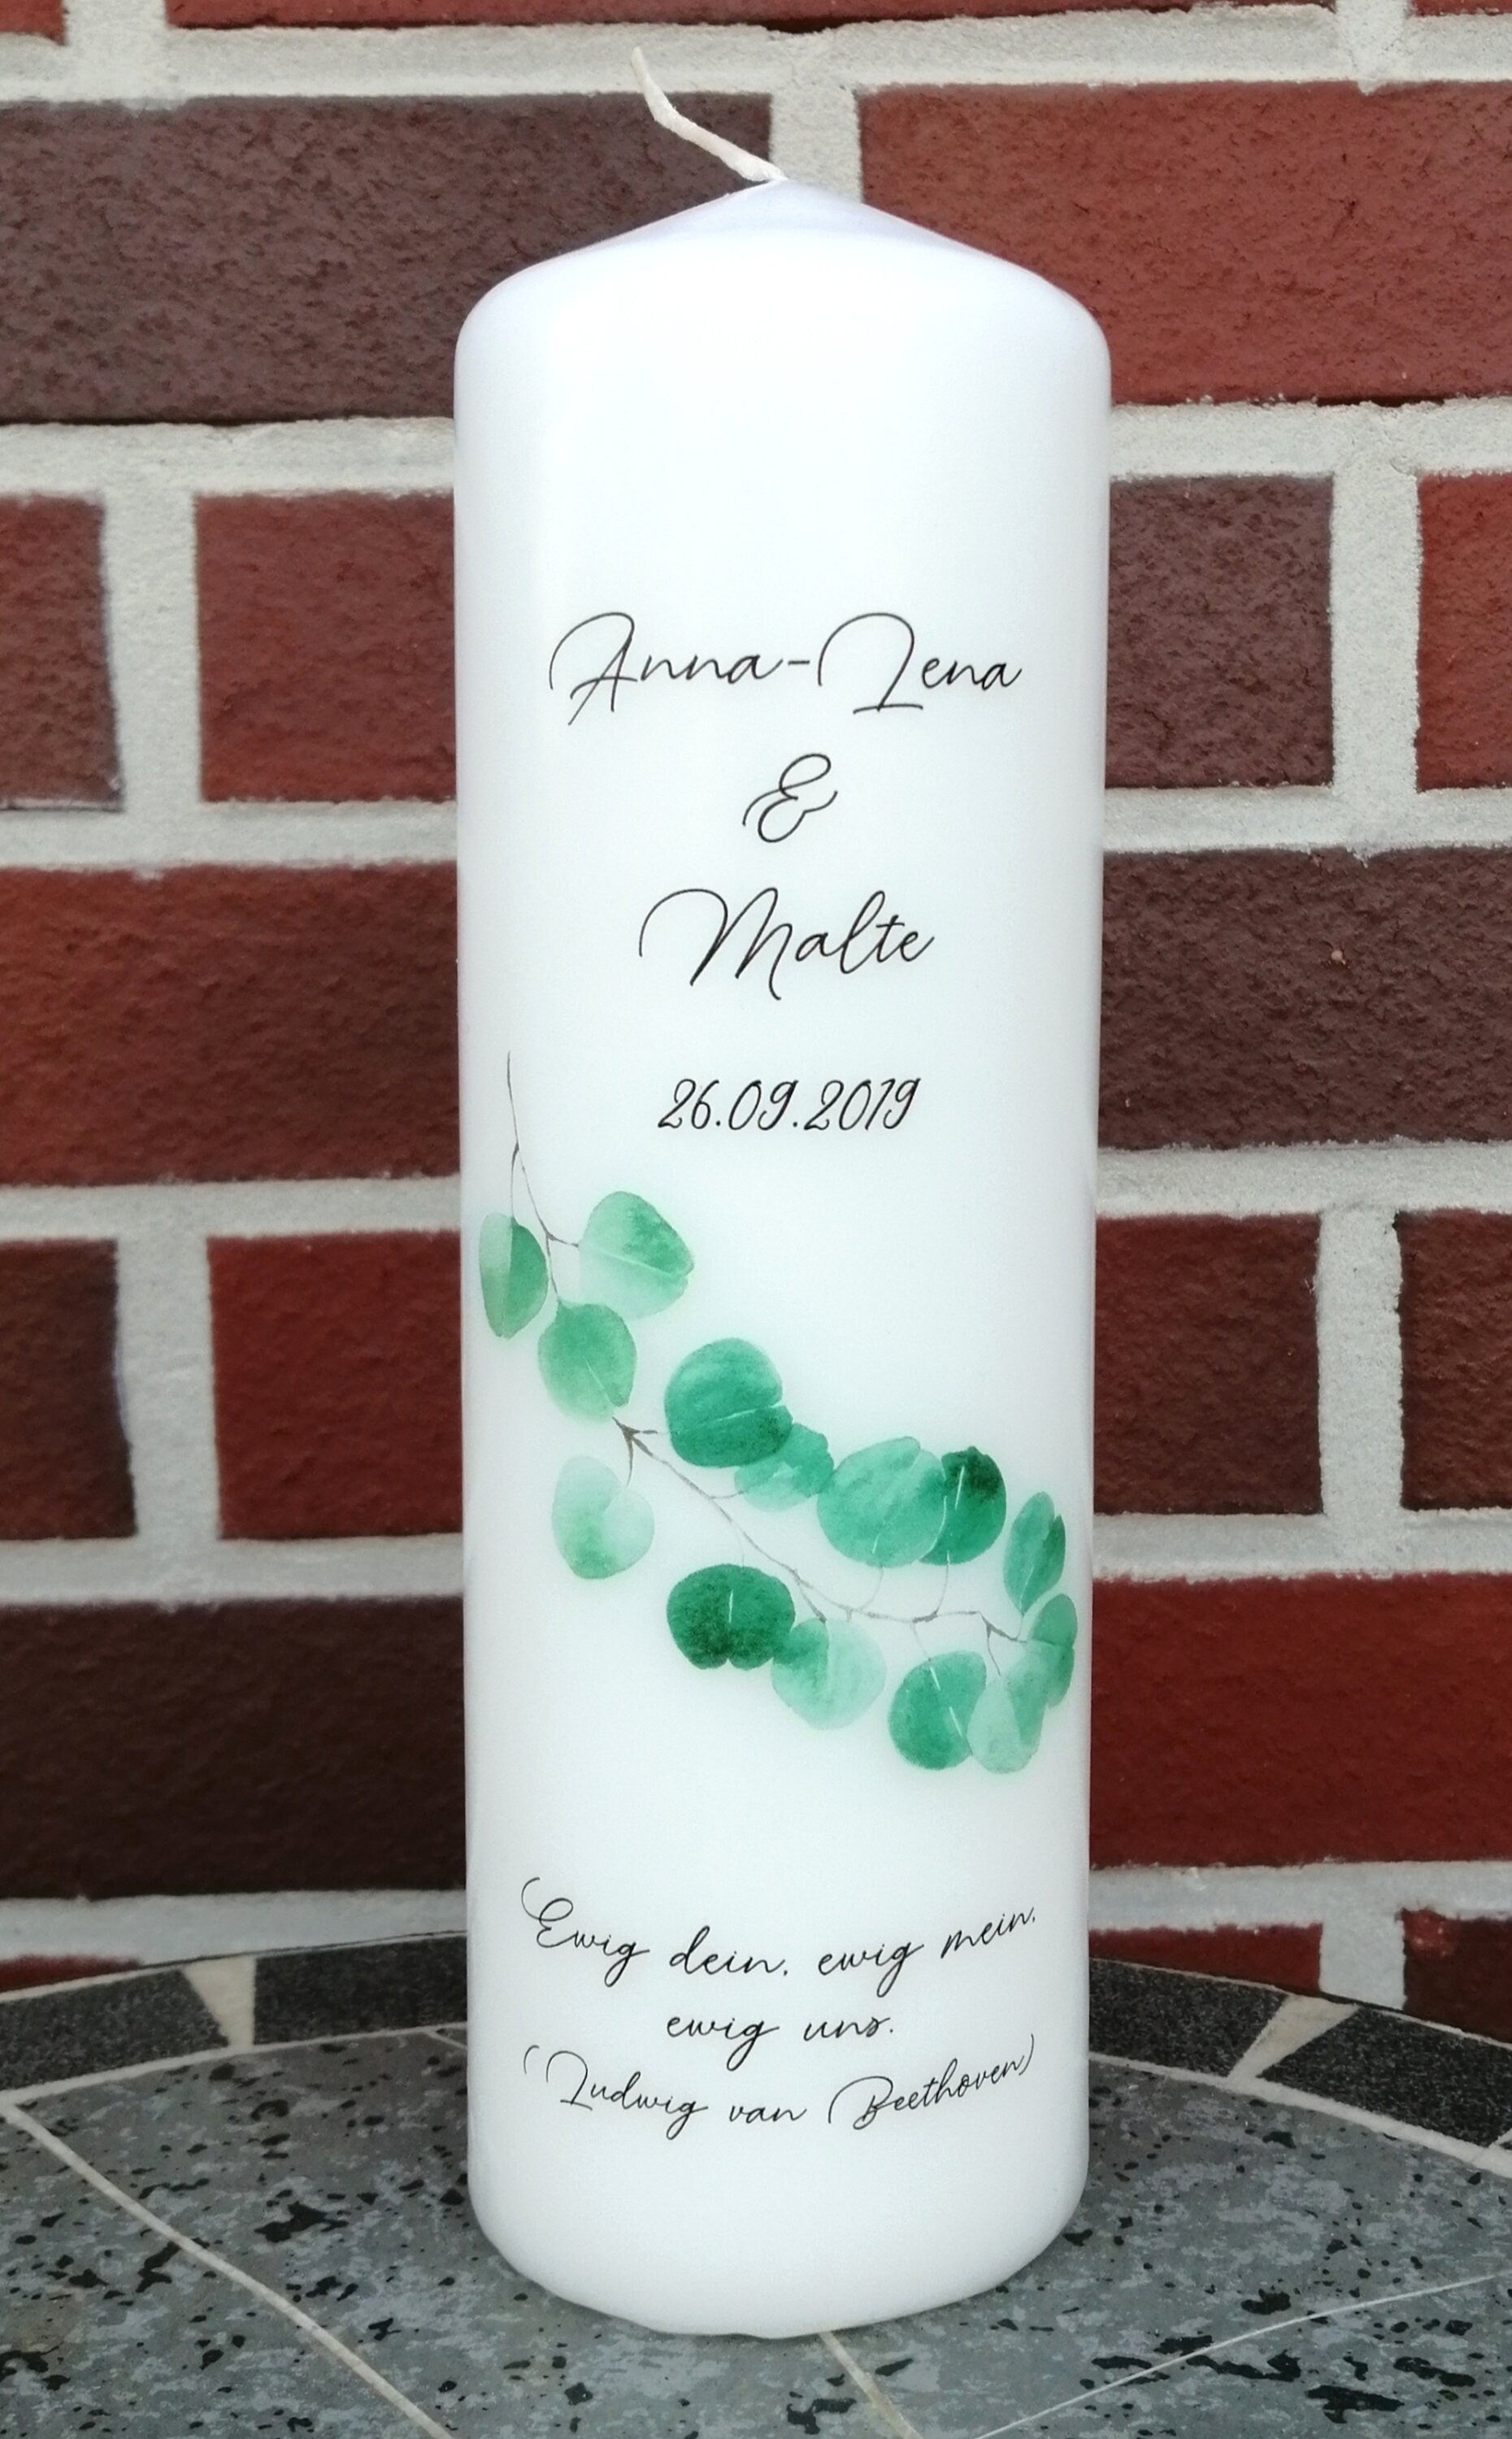 Anna-Lena
&
Malte
26.09.2019
Ewig dein, ewig mein,
ewig uns.
(Ludwig van Beethoven)